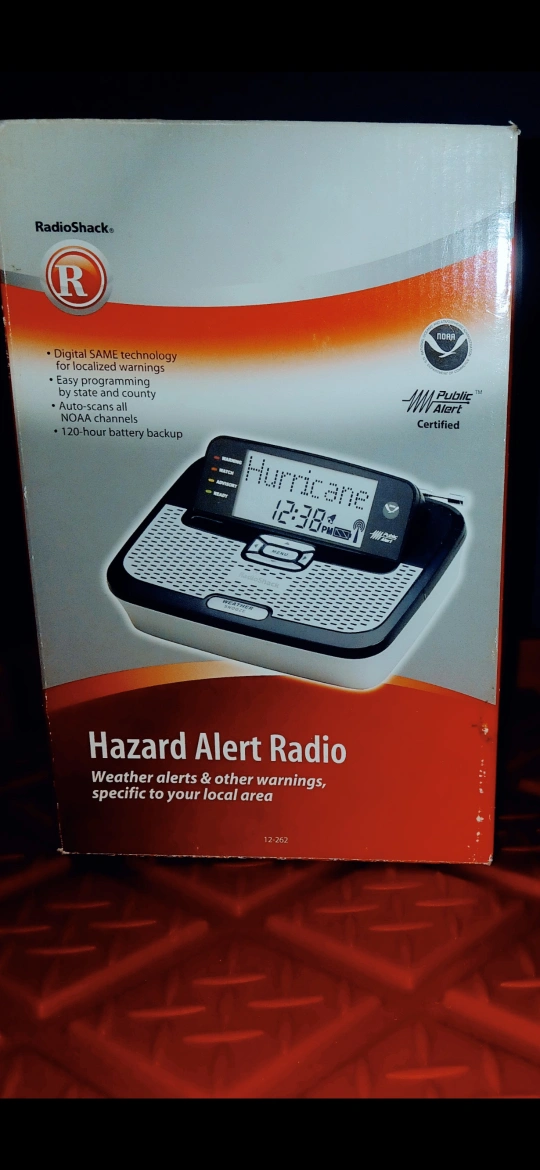 RadioShack®
R
• Digital SAME technology
for localized warnings
• Easy programming
by state and county
• Auto-scans all
NOAA channels
• 120-hour battery backup
NOAA
Public™
Alert
Certified
WARNING
WATCH
ADVISORY
READY
Hurricane
12:38 PM
Public
Alert
MENU
WEATHER
Hazard Alert Radio
Weather alerts & other warnings,
specific to your local area
12-262